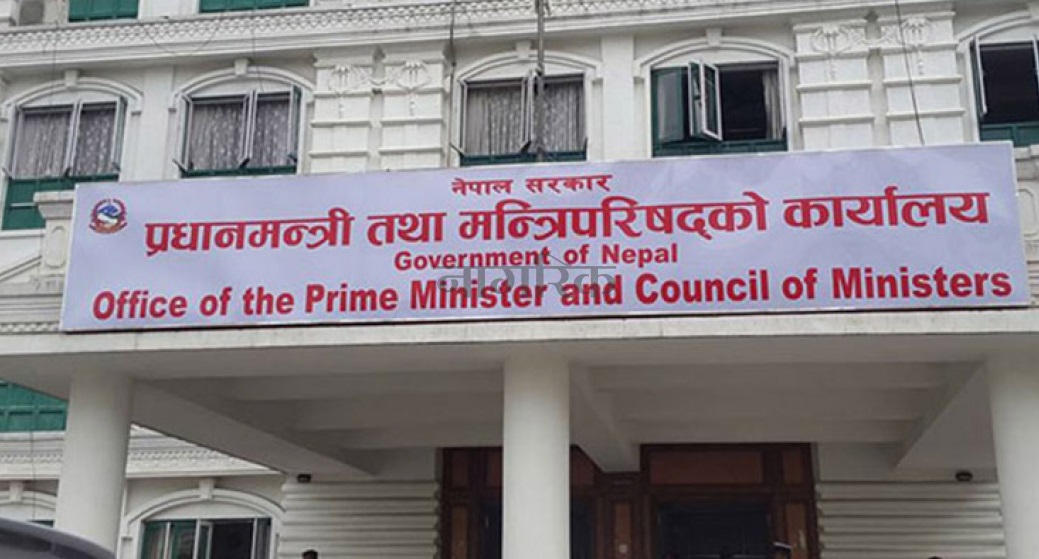 नेपाल सरकार
प्रधानमन्त्री तथा मन्त्रिपरिषद्को कार्यालय
Government of Nepal
नागरिक
Office of the Prime Minister and Council of Ministers